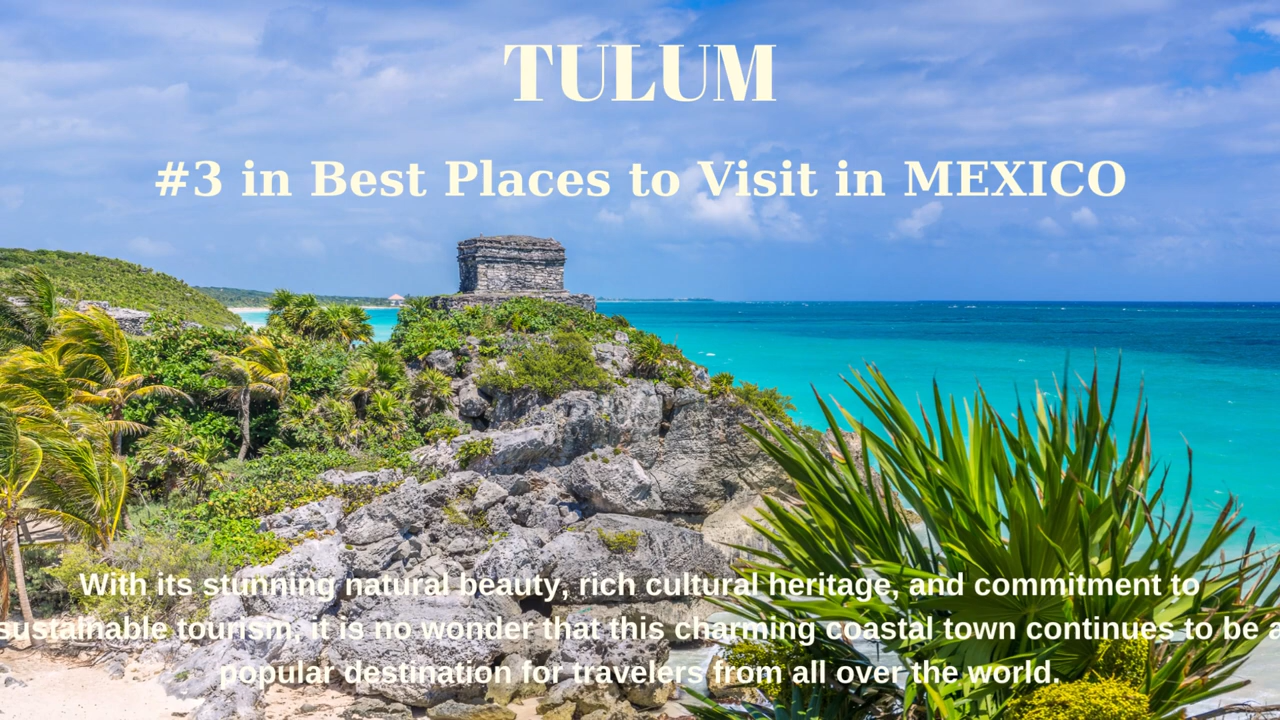 TULUM
#3 in Best Places to Visit in MEXICO
With its stunning natural beauty, rich cultural heritage, and commitment to
sustainable tourism, it is no wonder that this charming coastal town continues to be a
popular destination for travelers from all over the world.